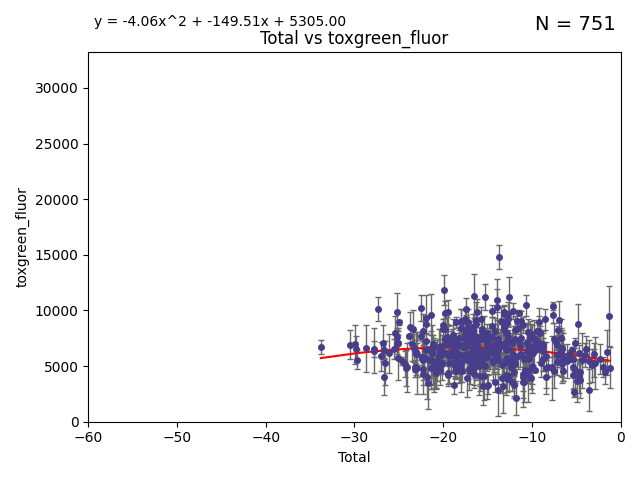 y = -4.06x^2 + -149.51x + 5305.00
N = 751
Total vs toxgreen_fluor
30000
25000
20000
15000
10000
5000
0
toxgreen_fluor
−60
−50
−40
−30
−20
−10
0
Total